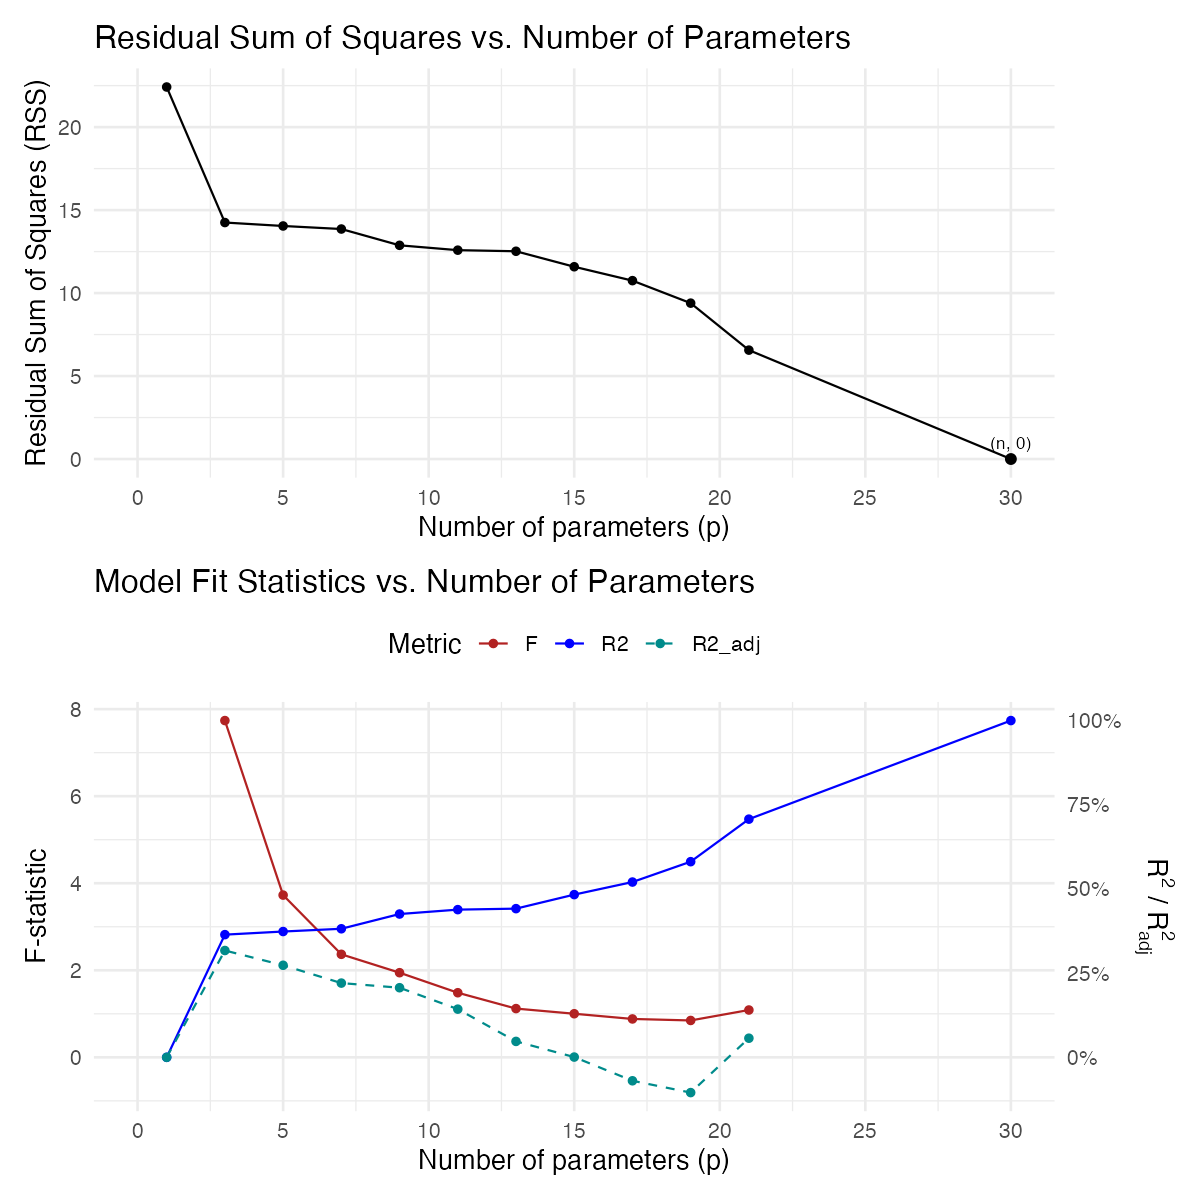 Residual Sum of Squares vs. Number of Parameters
Residual Sum of Squares (RSS)
20
15
10
5
0
(n, 0)
0 5 10 15 20 25 30
Number of parameters (p)
Model Fit Statistics vs. Number of Parameters
Metric F R2 R2_adj
F-statistic
8
6
4
2
0
100%
75%
50%
25%
0%
R² / R²adj
0 5 10 15 20 25 30
Number of parameters (p)